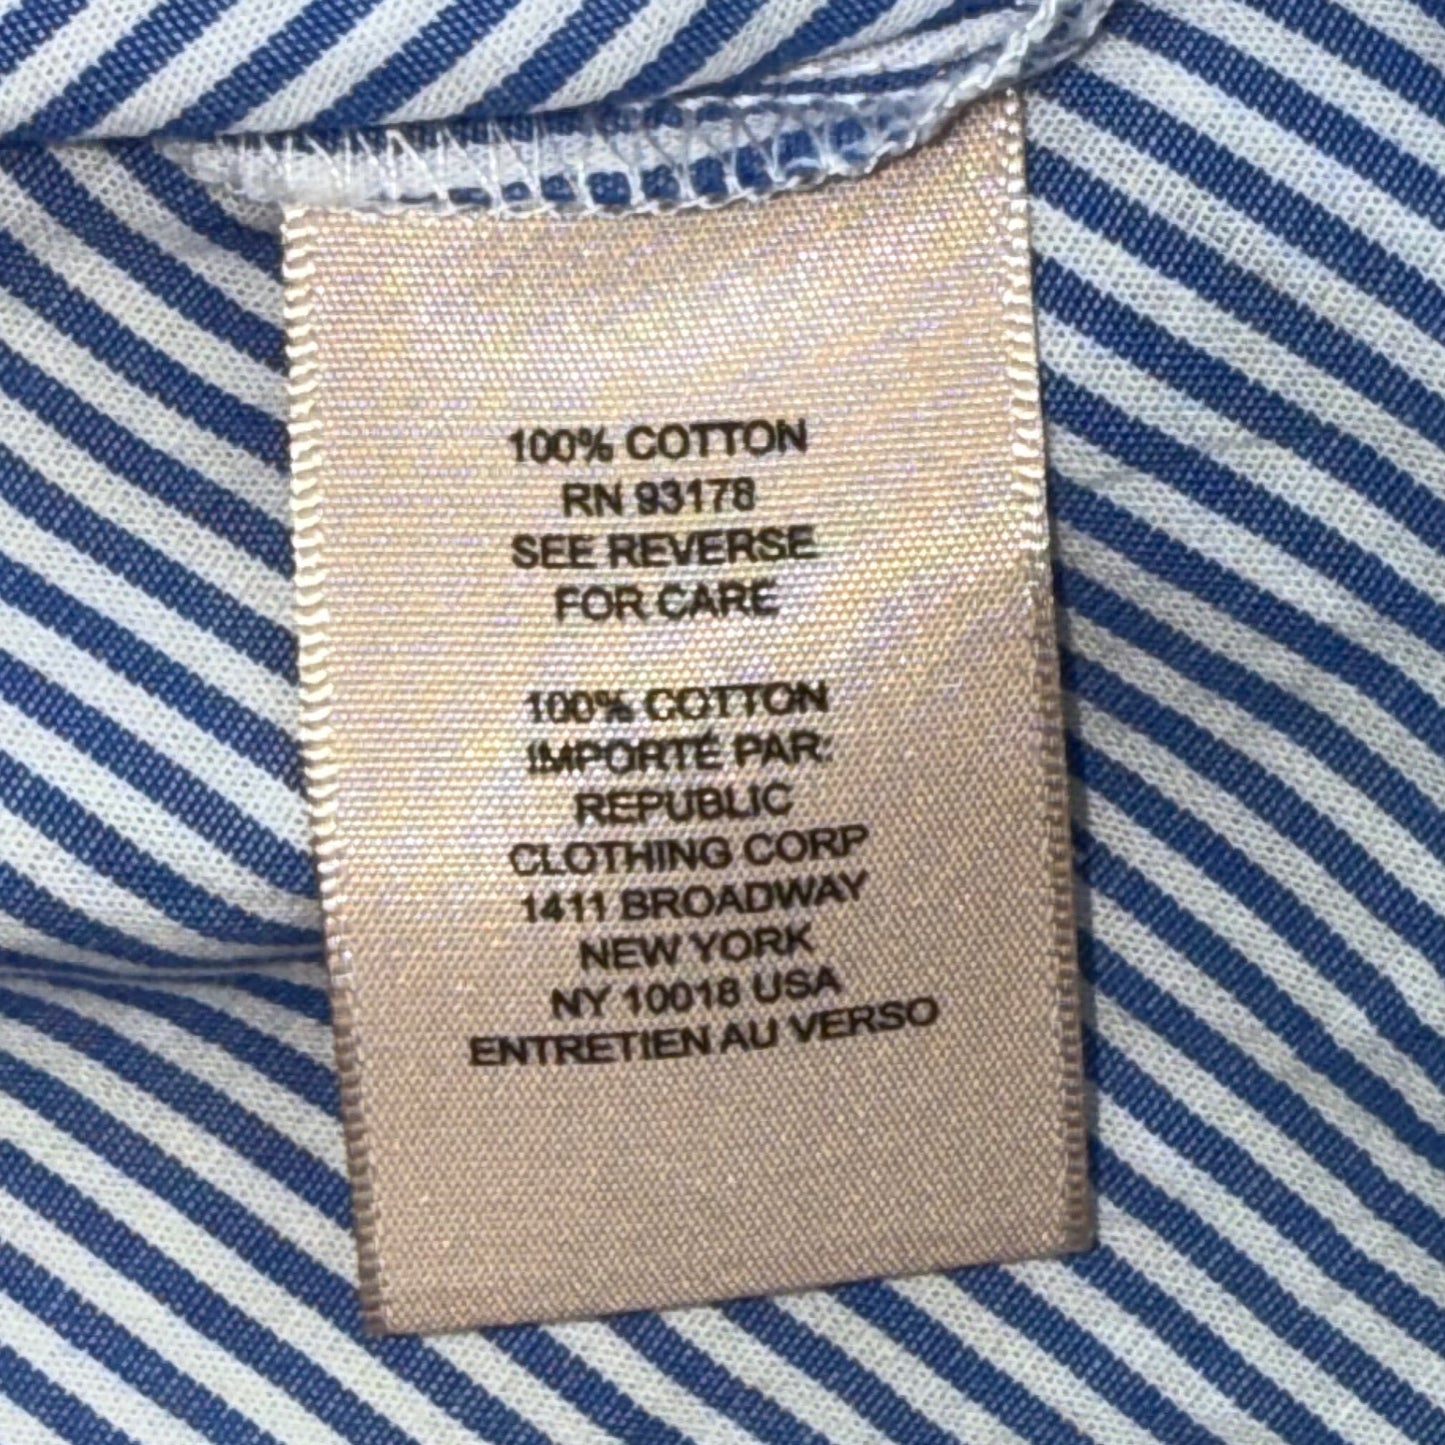 100% COTTON
RN 93178
SEE REVERSE
FOR CARE
100% COTTON
IMPORTÉ PAR:
REPUBLIC
CLOTHING CORP
1411 BROADWAY
NEW YORK
NY 10018 USA
ENTRETIEN AU VERSO